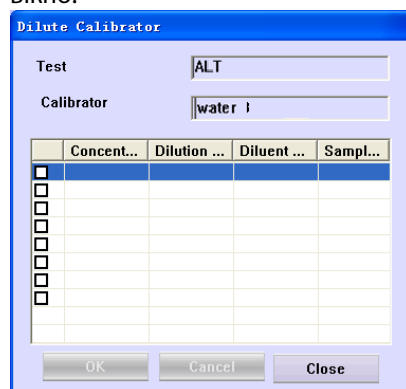 Dilute Calibrator
Test ALT
Calibrator water
Concent... Dilution ... Diluent ... Sampl...
OK Cancel Close